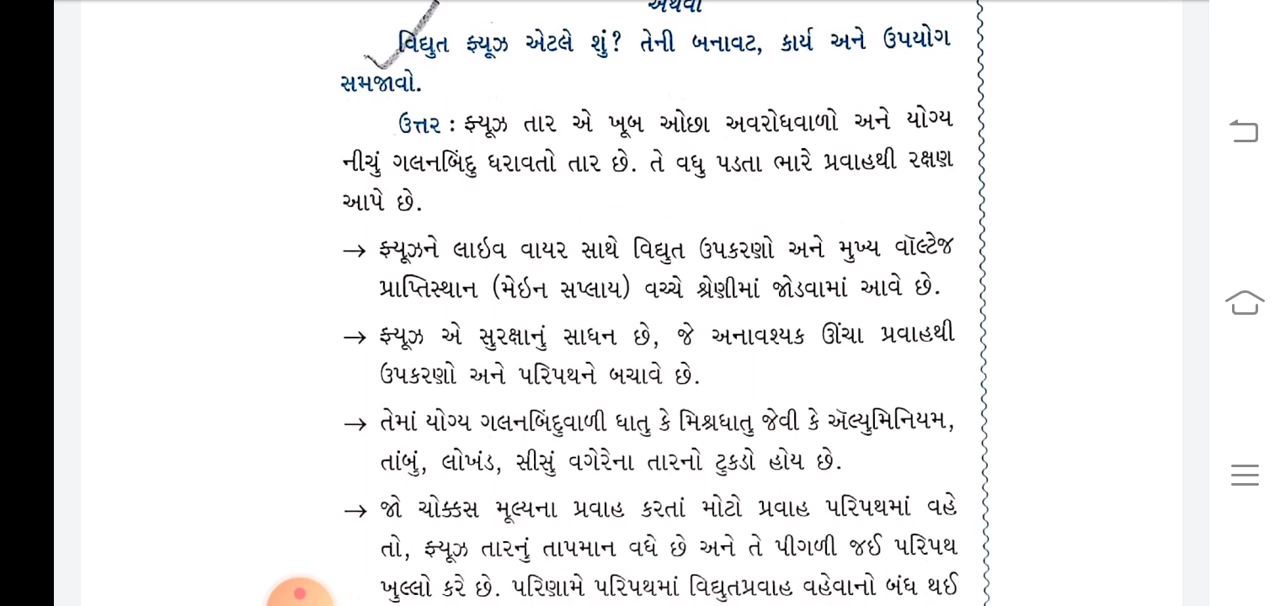 અથવા
વિદ્યુત ફ્યૂઝ એટલે શું? તેની બનાવટ, કાર્ય અને ઉપયોગ
સમજાવો.
ઉત્તર : ફ્યૂઝ તાર એ ખૂબ ઓછા અવરોધવાળો અને યોગ્ય
નીચું ગલનબિંદુ ધરાવતો તાર છે. તે વધુ પડતા ભારે પ્રવાહથી રક્ષણ
આપે છે.
→ ફ્યૂઝને લાઇવ વાયર સાથે વિદ્યુત ઉપકરણો અને મુખ્ય વૉલ્ટેજ
પ્રાપ્તિસ્થાન (મેઇન સપ્લાય) વચ્ચે શ્રેણીમાં જોડવામાં આવે છે.
→ ફ્યૂઝ એ સુરક્ષાનું સાધન છે, જે અનાવશ્યક ઊંચા પ્રવાહથી
ઉપકરણો અને પરિપથને બચાવે છે.
→ તેમાં યોગ્ય ગલનબિંદુવાળી ધાતુ કે મિશ્રધાતુ જેવી કે ઍલ્યુમિનિયમ,
તાંબું, લોખંડ, સીસું વગેરેના તારનો ટુકડો હોય છે.
→ જો ચોક્કસ મૂલ્યના પ્રવાહ કરતાં મોટો પ્રવાહ પરિપથમાં વહે
તો, ફ્યૂઝ તારનું તાપમાન વધે છે અને તે પીગળી જઈ પરિપથ
ખુલ્લો કરે છે. પરિણામે પરિપથમાં વિદ્યુતપ્રવાહ વહેવાનો બંધ થઈ